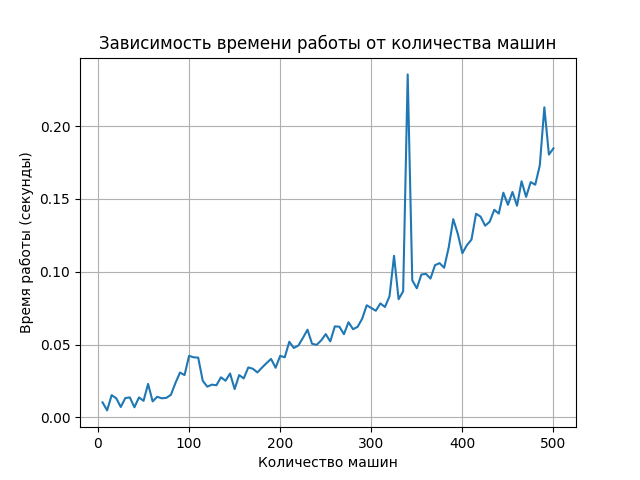 Зависимость времени работы от количества машин
Время работы (секунды)
0.20
0.15
0.10
0.05
0.00
0 100 200 300 400 500
Количество машин